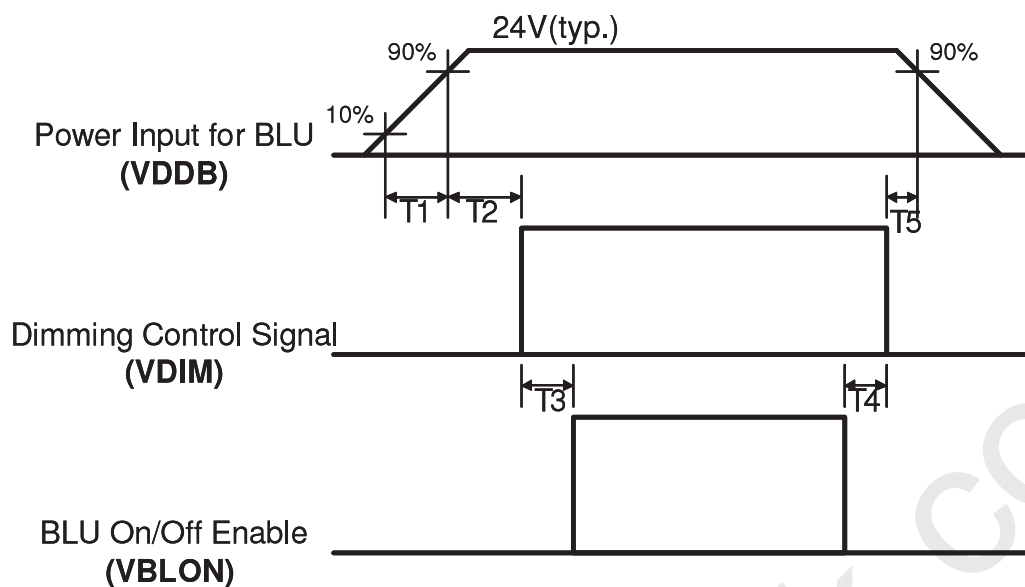 24V(typ.)
90%
90%
10%
Power Input for BLU
(VDDB)
T1
T2
T5
Dimming Control Signal
(VDIM)
T3
T4
BLU On/Off Enable
(VBLON)